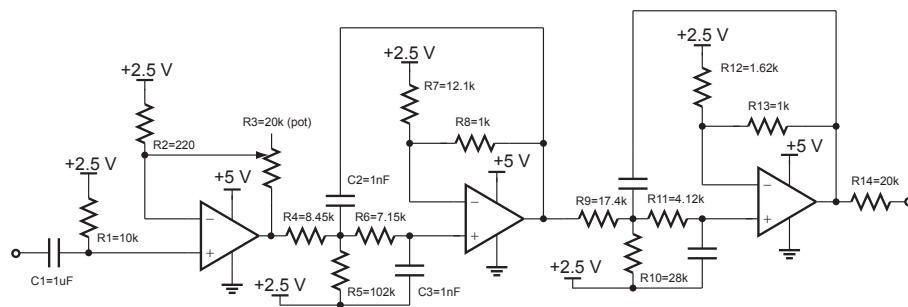 +2.5 V
R2=220
R3=20k (pot)
+2.5 V
R1=10k
C1=1uF
+5 V
−
+
R4=8.45k
C2=1nF
R6=7.15k
+2.5 V
R5=102k
C3=1nF
+2.5 V
R7=12.1k
R8=1k
+5 V
−
+
R9=17.4k
R11=4.12k
+2.5 V
R10=28k
+2.5 V
R12=1.62k
R13=1k
+5 V
−
+
R14=20k